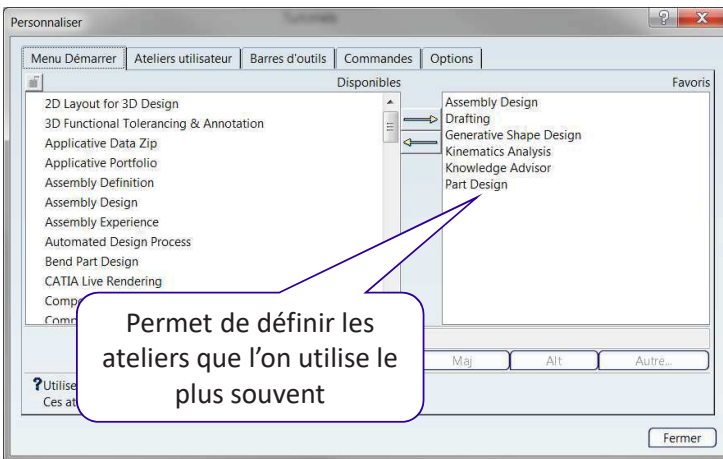 Personnaliser
Menu Démarrer Ateliers utilisateur Barres d'outils Commandes Options
Disponibles Favoris
2D Layout for 3D Design
3D Functional Tolerancing & Annotation
Applicative Data Zip
Applicative Portfolio
Assembly Definition
Assembly Design
Assembly Experience
Automated Design Process
Bend Part Design
CATIA Live Rendering
Assembly Design
Drafting
Generative Shape Design
Kinematics Analysis
Knowledge Advisor
Part Design
Permet de définir les
ateliers que l'on utilise le
plus souvent
Maj Alt Autre...
?Utilise
Ces at
Fermer